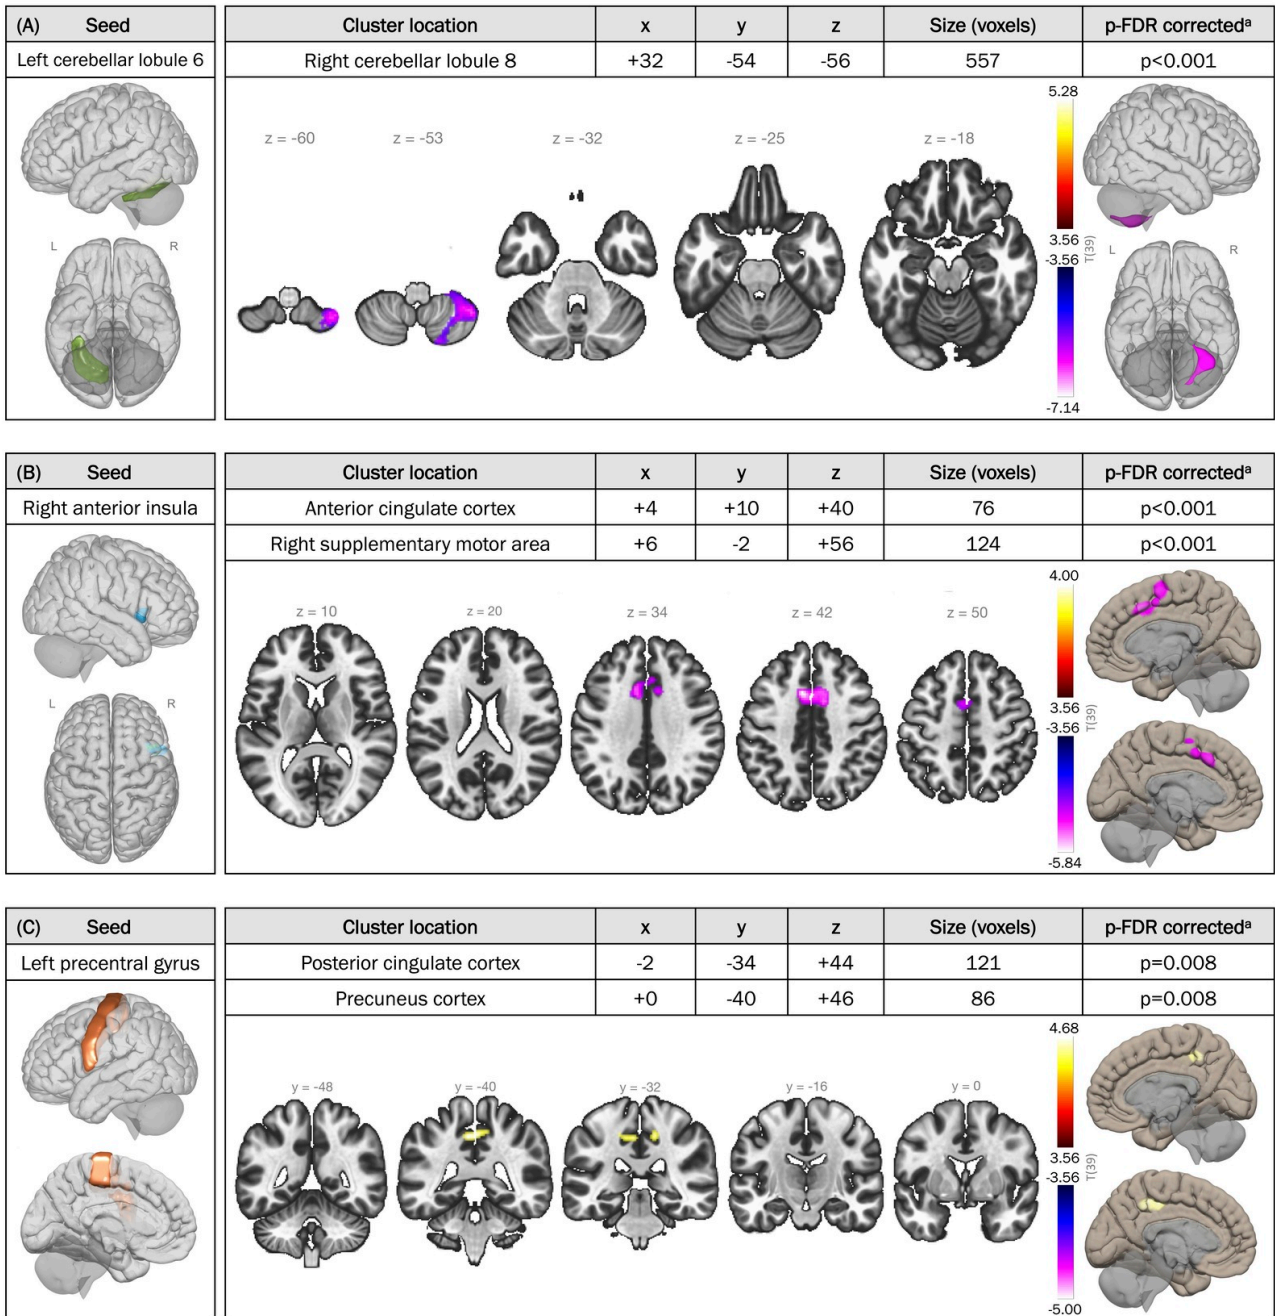 (A) Seed Cluster location x y z Size (voxels) p-FDR correctedᵃ
Left cerebellar lobule 6 Right cerebellar lobule 8 +32 -54 -56 557 p<0.001
5.28
z = -60 z = -53 z = -32 z = -25 z = -18
L R
3.56
-3.56
T(39)
L R
-7.14
(B) Seed Cluster location x y z Size (voxels) p-FDR correctedᵃ
Right anterior insula Anterior cingulate cortex +4 +10 +40 76 p<0.001
Right supplementary motor area +6 -2 +56 124 p<0.001
4.00
z = 10 z = 20 z = 34 z = 42 z = 50
L R
3.56
-3.56
T(39)
-5.84
(C) Seed Cluster location x y z Size (voxels) p-FDR correctedᵃ
Left precentral gyrus Posterior cingulate cortex -2 -34 +44 121 p=0.008
Precuneus cortex +0 -40 +46 86 p=0.008
4.68
y = -48 y = -40 y = -32 y = -16 y = 0
3.56
-3.56
T(39)
-5.00